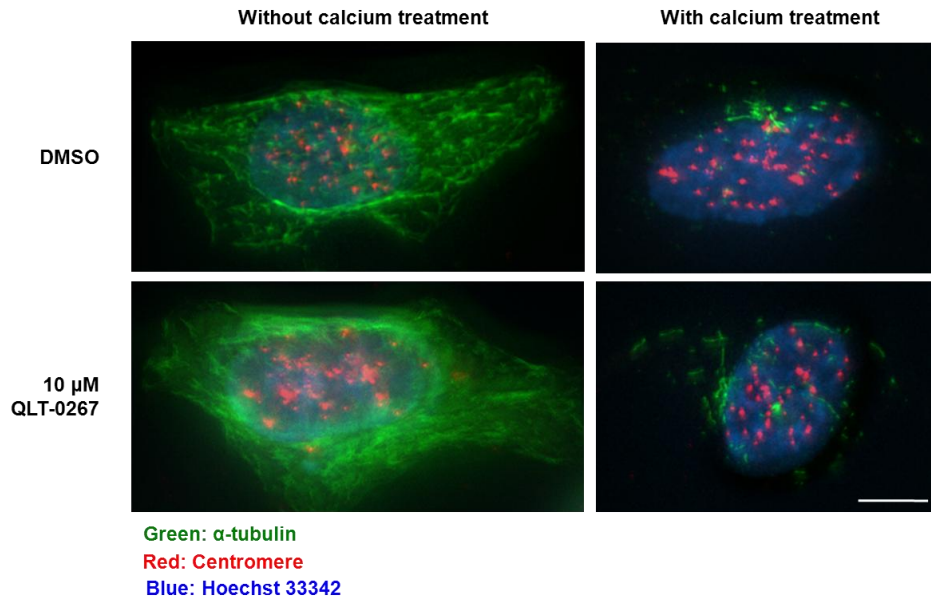 Without calcium treatment
With calcium treatment
DMSO
10 µM
QLT-0267
Green: α-tubulin
Red: Centromere
Blue: Hoechst 33342